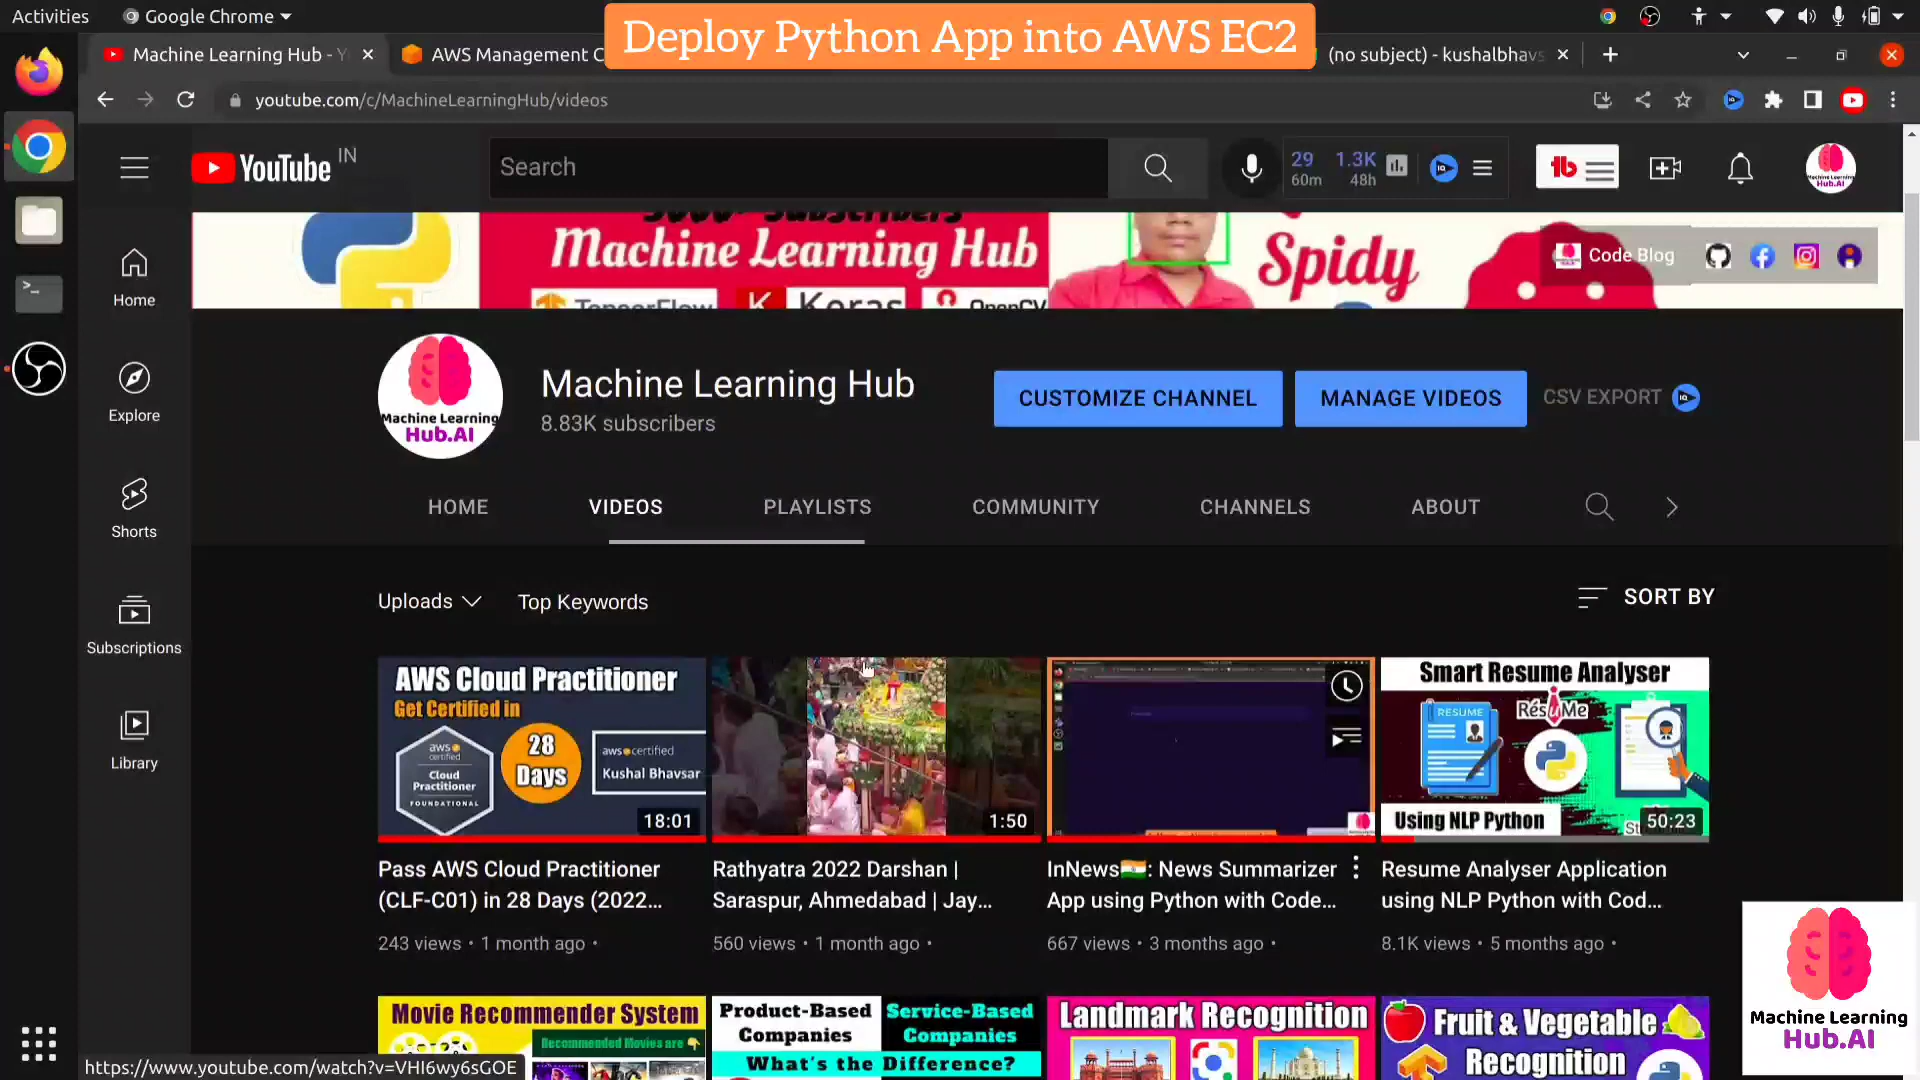 Activities
Google Chrome
Deploy Python App into AWS EC2
Machine Learning Hub - Y
AWS Management C
(no subject) - kushalbhavs
youtube.com/c/MachineLearningHub/videos
YouTube IN
Search
29
60m
1.3K
48h
5000+ Subscribers
Machine Learning Hub
TensorFlow
Keras
OpenCV
Spidy
Code Blog
Home
Explore
Shorts
Subscriptions
Library
Machine Learning
Hub.AI
Machine Learning Hub
8.83K subscribers
CUSTOMIZE CHANNEL
MANAGE VIDEOS
CSV EXPORT
HOME
VIDEOS
PLAYLISTS
COMMUNITY
CHANNELS
ABOUT
Uploads
Top Keywords
SORT BY
AWS Cloud Practitioner
Get Certified in
28
Days
aws
certified
Cloud
Practitioner
FOUNDATIONAL
aws certified
Kushal Bhavsar
18:01
1:50
Smart Resume Analyser
RésuMe
RESUME
Using NLP Python
50:23
Pass AWS Cloud Practitioner
(CLF-C01) in 28 Days (2022...
243 views • 1 month ago •
Rathyatra 2022 Darshan |
Saraspur, Ahmedabad | Jay...
560 views • 1 month ago •
InNews🇮🇳: News Summarizer
App using Python with Code...
667 views • 3 months ago •
Resume Analyser Application
using NLP Python with Cod...
8.1K views • 5 months ago •
Movie Recommender System
Recommended Movies are
Product-Based
Companies
Service-Based
Companies
What's the Difference?
Landmark Recognition
Fruit & Vegetable
Recognition
Machine Learning
Hub.AI
https://www.youtube.com/watch?v=VHI6wy6sGOE